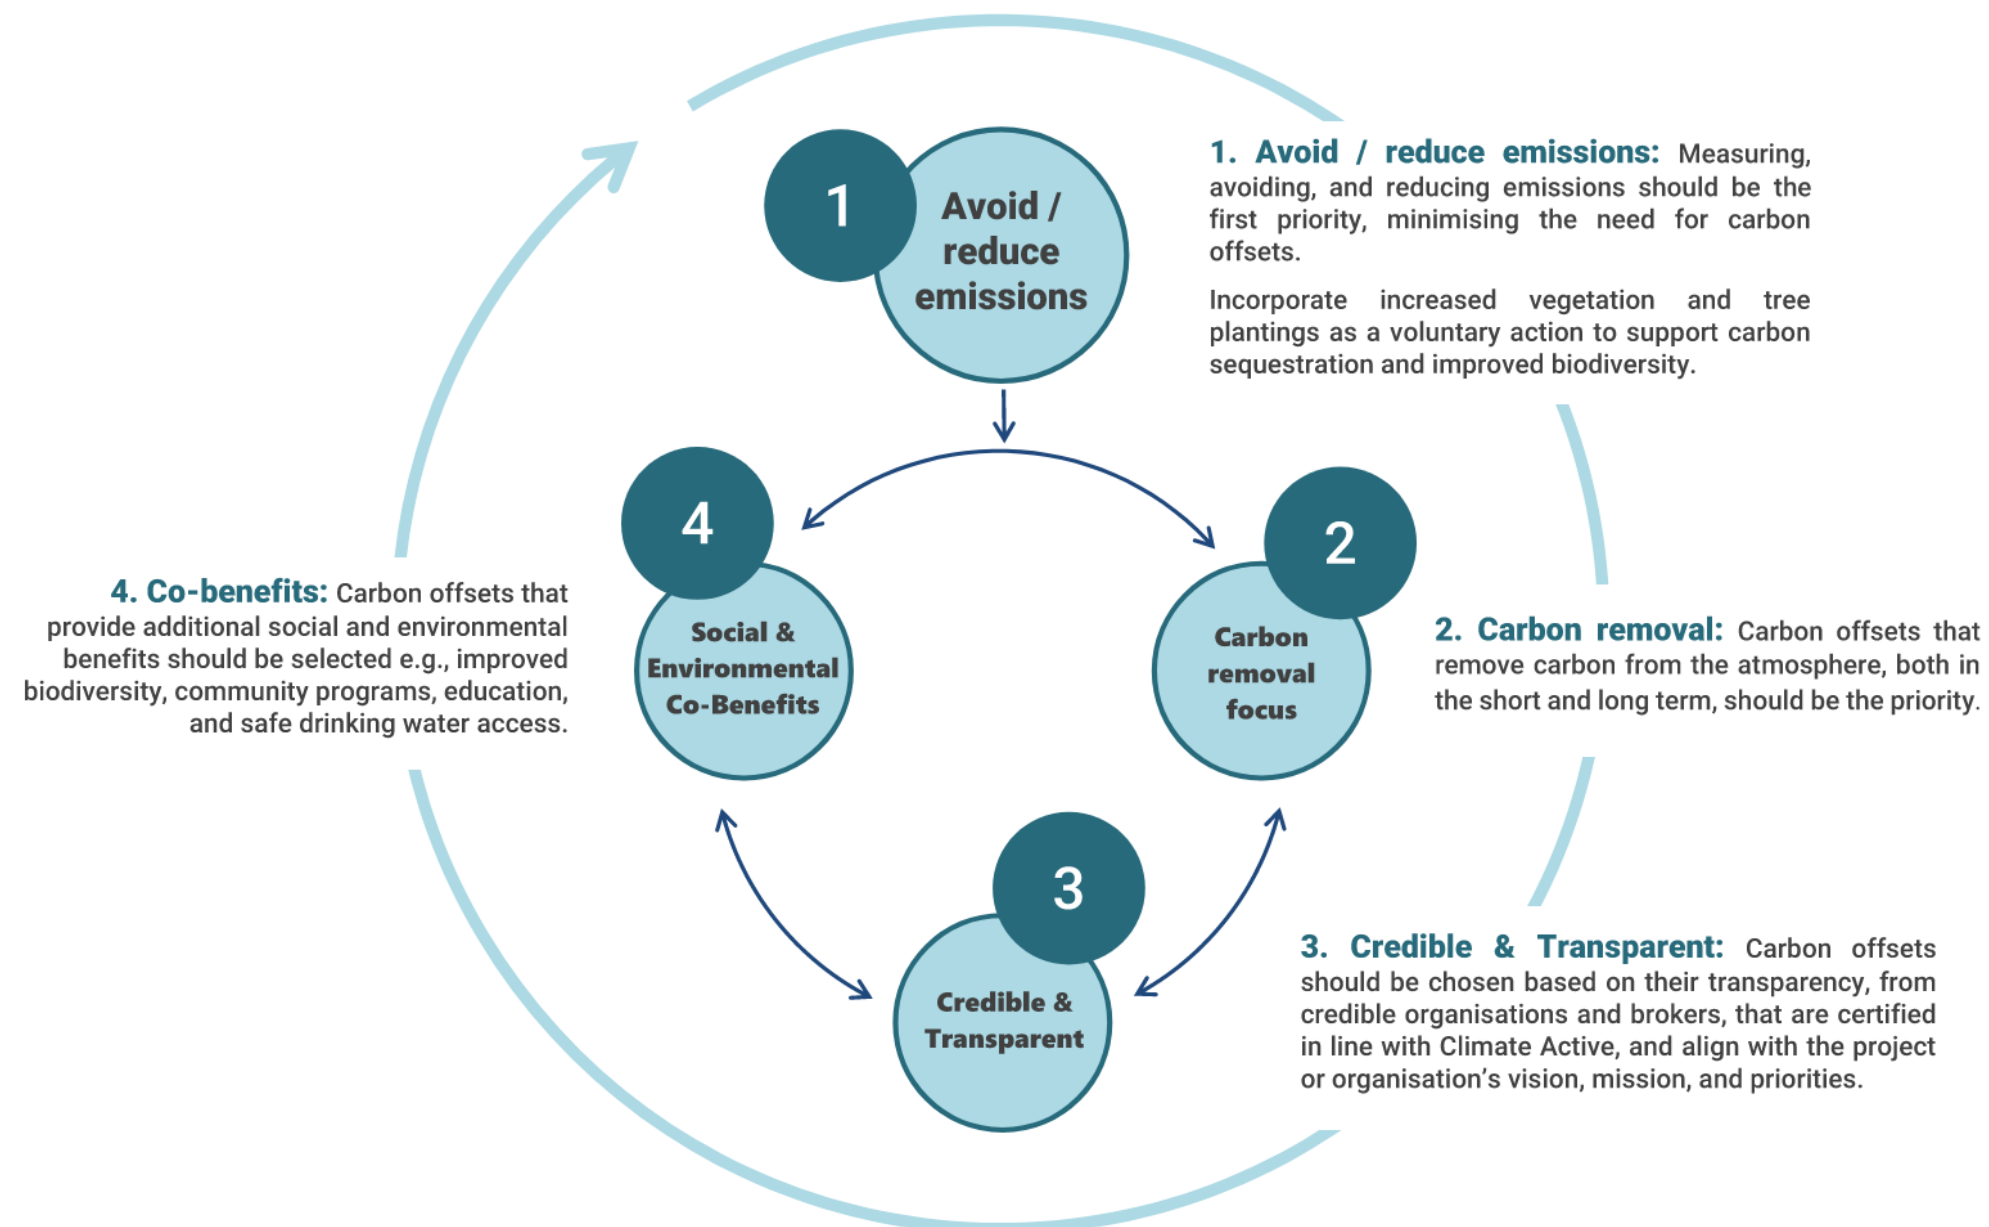 1
Avoid /
reduce
emissions
1. Avoid / reduce emissions: Measuring,
avoiding, and reducing emissions should be the
first priority, minimising the need for carbon
offsets.
Incorporate increased vegetation and tree
plantings as a voluntary action to support carbon
sequestration and improved biodiversity.
4
Social &
Environmental
Co-Benefits
2
Carbon
removal
focus
4. Co-benefits: Carbon offsets that
provide additional social and environmental
benefits should be selected e.g., improved
biodiversity, community programs, education,
and safe drinking water access.
2. Carbon removal: Carbon offsets that
remove carbon from the atmosphere, both in
the short and long term, should be the priority.
3
Credible &
Transparent
3. Credible & Transparent: Carbon offsets
should be chosen based on their transparency, from
credible organisations and brokers, that are certified
in line with Climate Active, and align with the project
or organisation's vision, mission, and priorities.